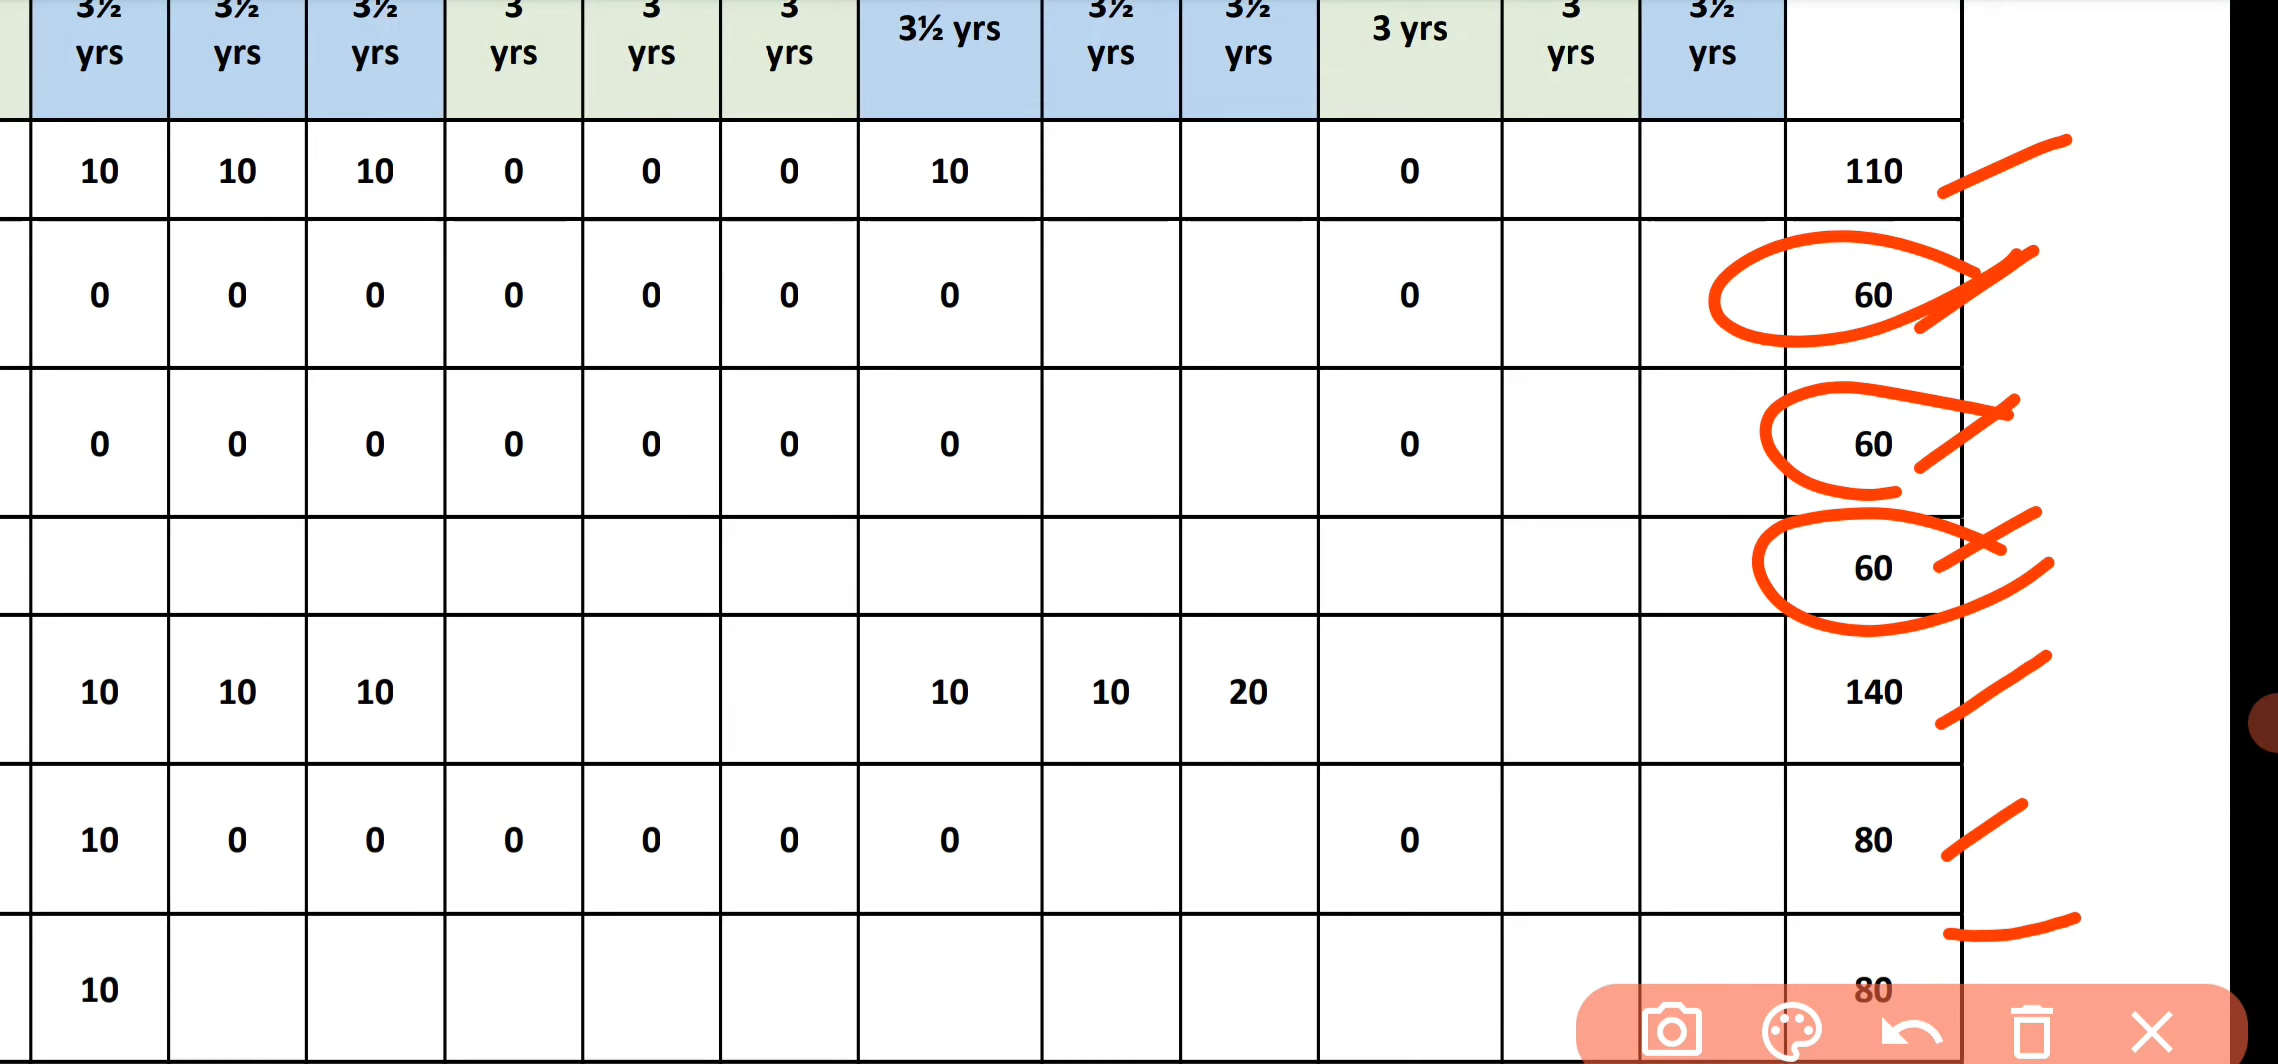 3½ yrs 3½ yrs 3½ yrs 3 yrs 3 yrs 3 yrs 3½ yrs 3½ yrs 3½ yrs 3 yrs 3 yrs 3½ yrs
10 10 10 0 0 0 10 0 110
0 0 0 0 0 0 0 0 60
0 0 0 0 0 0 0 0 60
60
10 10 10 10 10 20 140
10 0 0 0 0 0 0 0 80
10 80